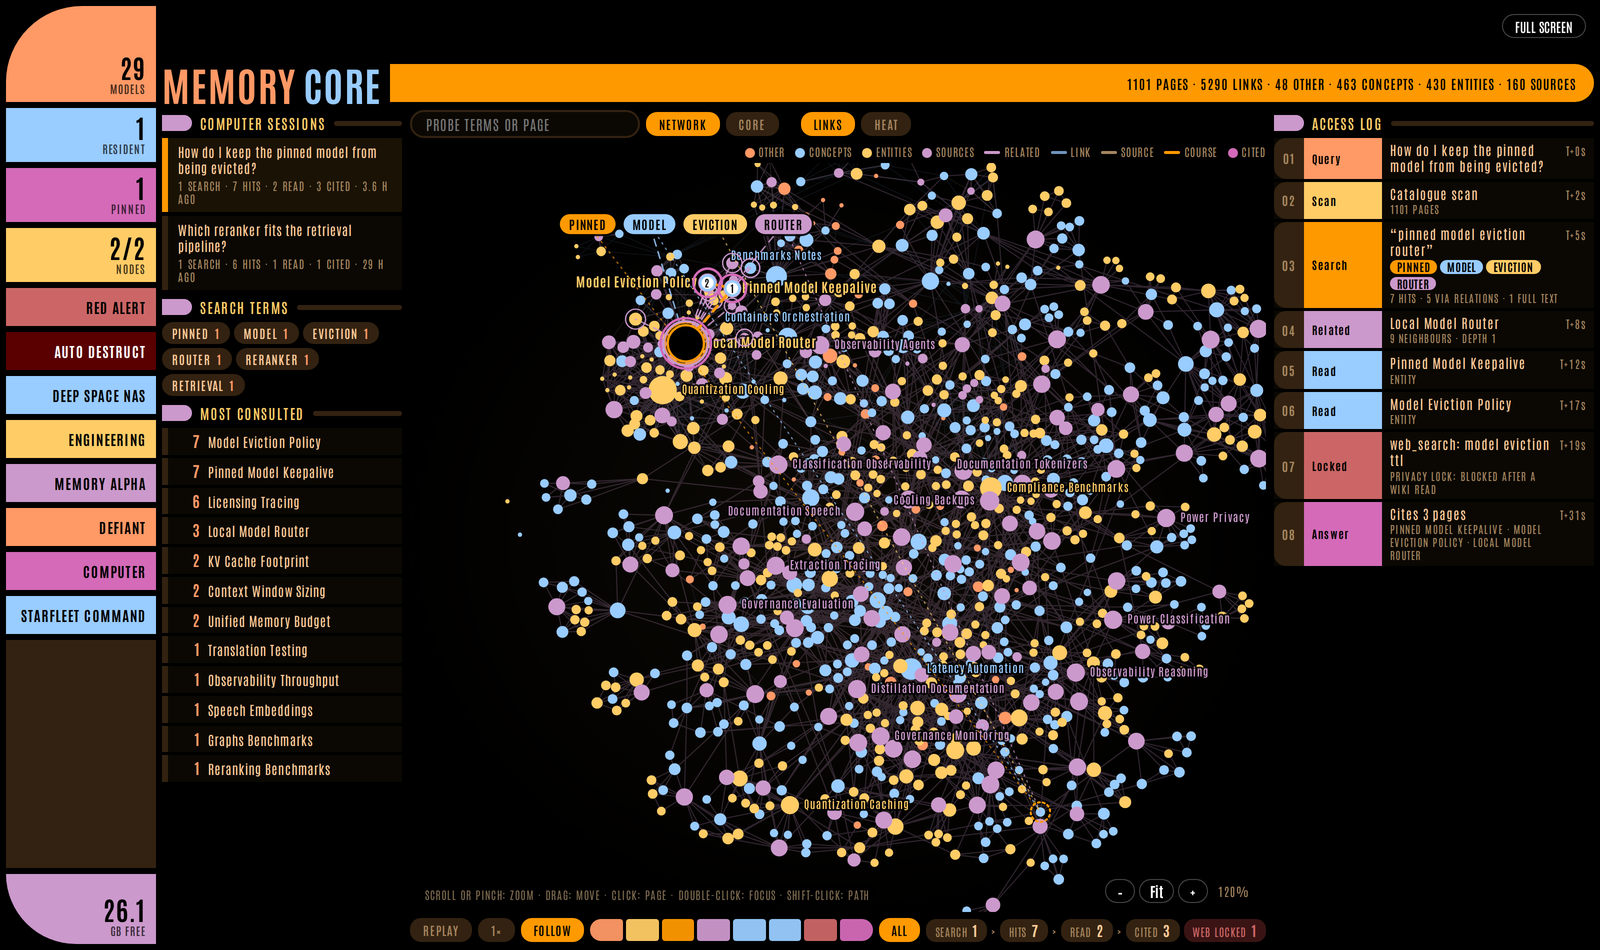 FULL SCREEN
29
MODELS
MEMORY CORE
1101 PAGES · 5290 LINKS · 48 OTHER · 463 CONCEPTS · 430 ENTITIES · 160 SOURCES
1
RESIDENT
1
PINNED
2/2
NODES
RED ALERT
AUTO DESTRUCT
DEEP SPACE NAS
ENGINEERING
MEMORY ALPHA
DEFIANT
COMPUTER
STARFLEET COMMAND
26.1
GB FREE
COMPUTER SESSIONS
How do I keep the pinned model from
being evicted?
1 SEARCH · 7 HITS · 2 READ · 3 CITED · 3.6 H
AGO
Which reranker fits the retrieval
pipeline?
1 SEARCH · 6 HITS · 1 READ · 1 CITED · 29 H
AGO
SEARCH TERMS
PINNED 1 MODEL 1 EVICTION 1
ROUTER 1 RERANKER 1
RETRIEVAL 1
MOST CONSULTED
7 Model Eviction Policy
7 Pinned Model Keepalive
6 Licensing Tracing
3 Local Model Router
2 KV Cache Footprint
2 Context Window Sizing
2 Unified Memory Budget
1 Translation Testing
1 Observability Throughput
1 Speech Embeddings
1 Graphs Benchmarks
1 Reranking Benchmarks
PROBE TERMS OR PAGE
NETWORK CORE LINKS HEAT
OTHER CONCEPTS ENTITIES SOURCES RELATED LINK SOURCE COURSE CITED
PINNED MODEL EVICTION ROUTER
Benchmarks Notes
Model Eviction Polic
2
1
Pinned Model Keepalive
Containers Orchestration
ocal Model Router
Observability Agents
Quantization Cooling
Classification Observability
Documentation Tokenizers
Compliance Benchmarks
Cooling Backups
Documentation Speech
Power Privacy
Extraction Tracing
Governance Evaluation
Power Classification
Latency Automation
Observability Reasoning
Distillation Documentation
Governance Monitoring
Quantization Caching
SCROLL OR PINCH: ZOOM · DRAG: MOVE · CLICK: PAGE · DOUBLE-CLICK: FOCUS · SHIFT-CLICK: PATH
- Fit + 120%
REPLAY 1× FOLLOW ALL
SEARCH 1 › HITS 7 › READ 2 › CITED 3 WEB LOCKED 1
ACCESS LOG
01 Query How do I keep the pinned T+0s
model from being evicted?
02 Scan Catalogue scan T+2s
1101 PAGES
03 Search “pinned model eviction T+5s
router”
PINNED MODEL EVICTION
ROUTER
7 HITS · 5 VIA RELATIONS · 1 FULL TEXT
04 Related Local Model Router T+8s
9 NEIGHBOURS · DEPTH 1
05 Read Pinned Model Keepalive T+12s
ENTITY
06 Read Model Eviction Policy T+17s
ENTITY
07 Locked web_search: model eviction T+19s
ttl
PRIVACY LOCK: BLOCKED AFTER A
WIKI READ
08 Answer Cites 3 pages T+31s
PINNED MODEL KEEPALIVE · MODEL
EVICTION POLICY · LOCAL MODEL
ROUTER